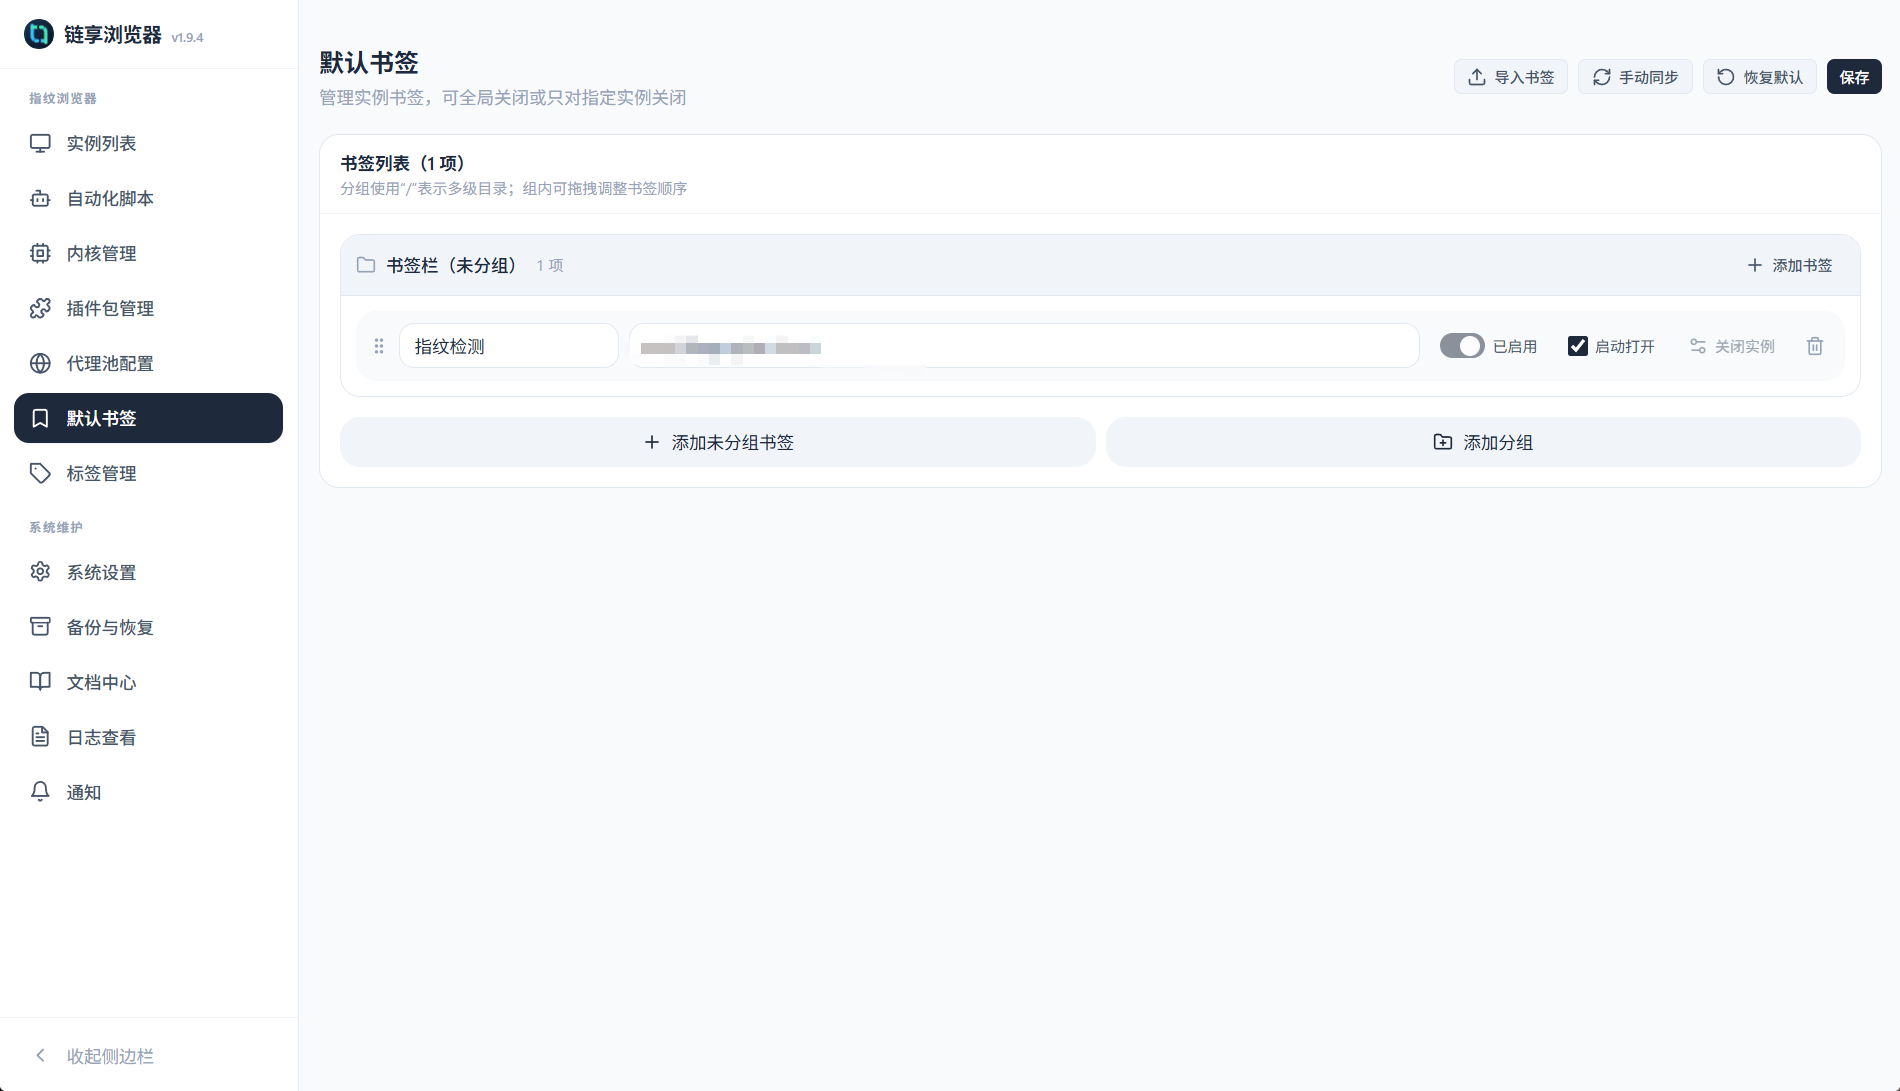 链享浏览器 v1.9.4
指纹浏览器
实例列表
自动化脚本
内核管理
插件包管理
代理池配置
默认书签
标签管理
系统维护
系统设置
备份与恢复
文档中心
日志查看
通知
收起侧边栏
默认书签
管理实例书签，可全局关闭或只对指定实例关闭
导入书签
手动同步
恢复默认
保存
书签列表（1 项）
分组使用“/”表示多级目录；组内可拖拽调整书签顺序
书签栏（未分组） 1 项
添加书签
指纹检测
已启用
启动打开
关闭实例
添加未分组书签
添加分组